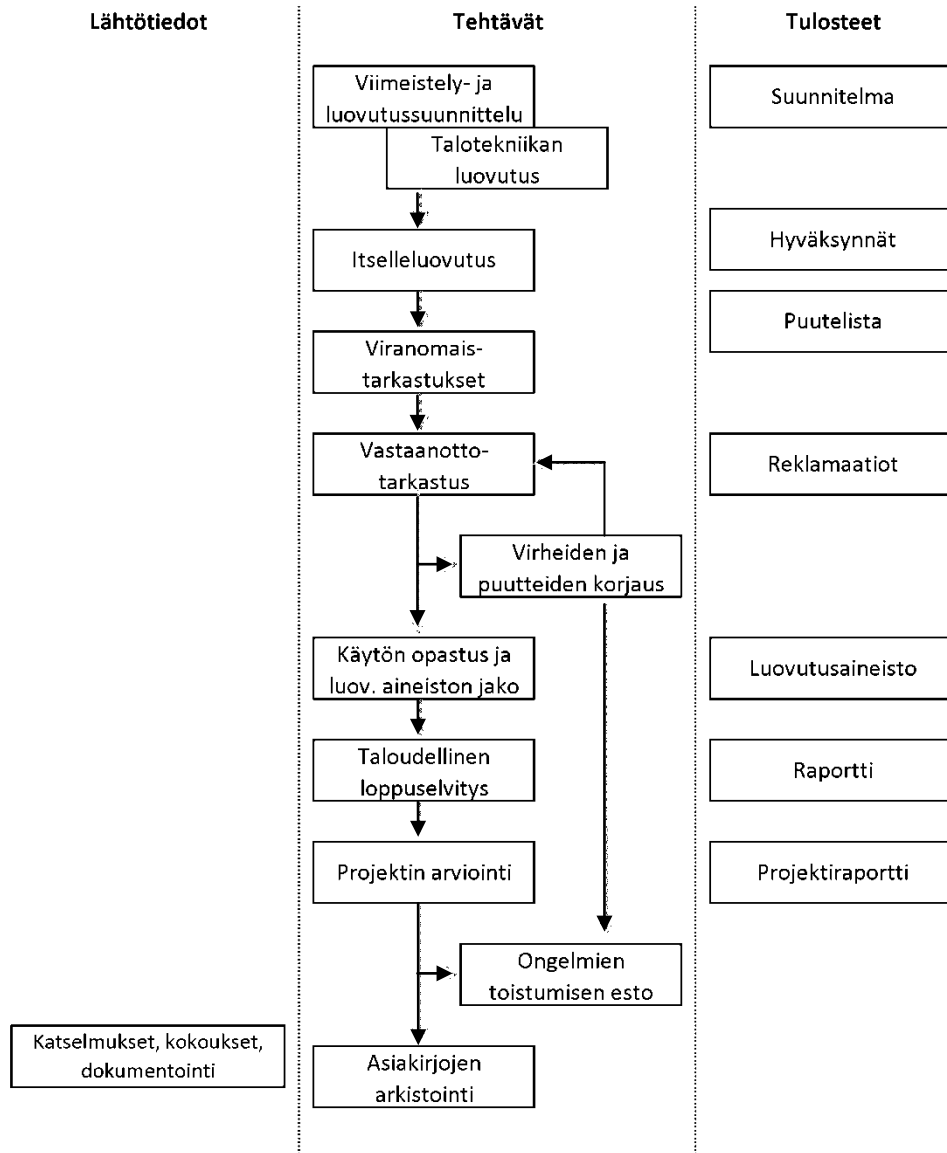 Lähtötiedot
Tehtävät
Tulosteet
Viimeistely- ja
luovutussuunnittelu
Suunnitelma
Talotekniikan
luovutus
Hyväksynnät
Itselleluovutus
Puutelista
Viranomais-
tarkastukset
Vastaanotto-
tarkastus
Reklamaatiot
Virheiden ja
puutteiden korjaus
Käytön opastus ja
luov. aineiston jako
Luovutusaineisto
Taloudellinen
loppuselvitys
Raportti
Projektin arviointi
Projektiraportti
Ongelmien
toistumisen esto
Katselmukset, kokoukset,
dokumentointi
Asiakirjojen
arkistointi